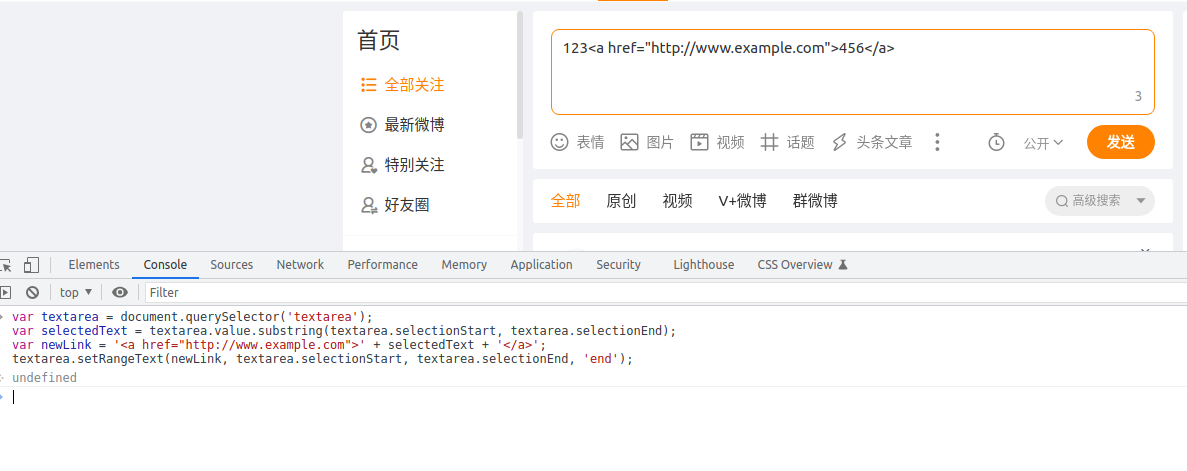 首页
全部关注
最新微博
特别关注
好友圈
123<a href="http://www.example.com">456</a>
3
表情 图片 视频 话题 头条文章 公开 发送
全部 原创 视频 V+微博 群微博 高级搜索
Elements Console Sources Network Performance Memory Application Security Lighthouse CSS Overview
top Filter
var textarea = document.querySelector('textarea');
var selectedText = textarea.value.substring(textarea.selectionStart, textarea.selectionEnd);
var newLink = '<a href="http://www.example.com">' + selectedText + '</a>';
textarea.setRangeText(newLink, textarea.selectionStart, textarea.selectionEnd, 'end');
undefined